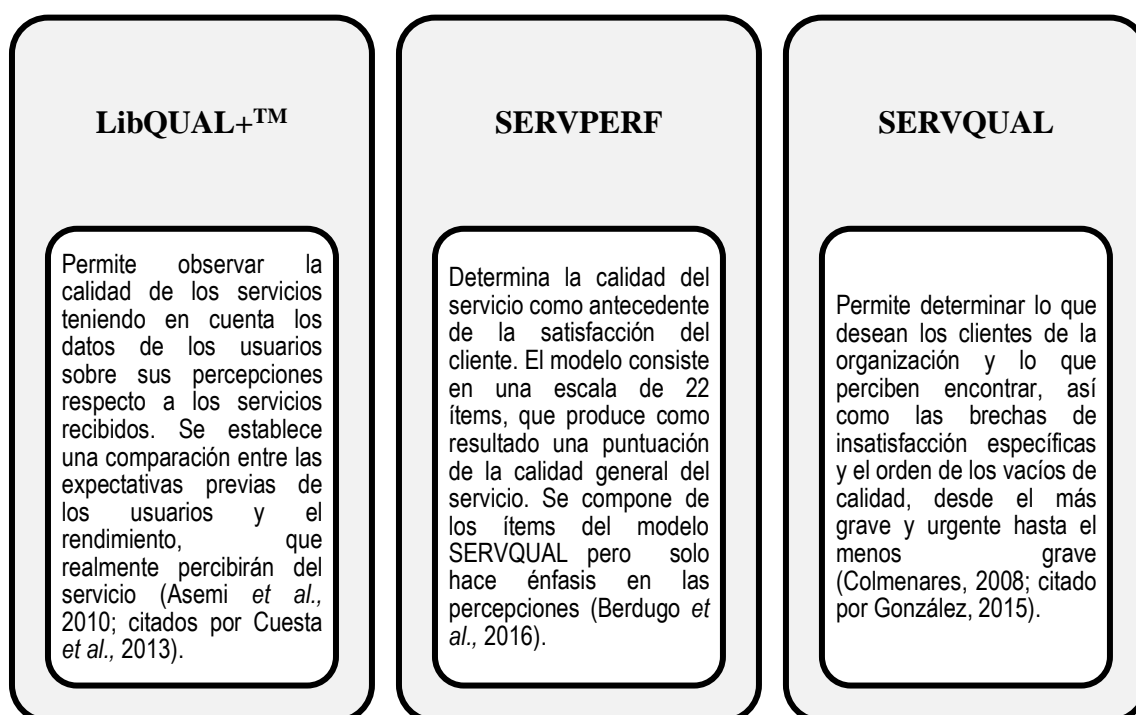 LibQUAL+TM
Permite observar la
calidad de los servicios
teniendo en cuenta los
datos de los usuarios
sobre sus percepciones
respecto a los servicios
recibidos. Se establece
una comparación entre las
expectativas previas de
los usuarios y el
rendimiento, que
realmente percibirán del
servicio (Asemi et al.,
2010; citados por Cuesta
et al., 2013).
SERVPERF
Determina la calidad del
servicio como antecedente
de la satisfacción del
cliente. El modelo consiste
en una escala de 22
ítems, que produce como
resultado una puntuación
de la calidad general del
servicio. Se compone de
los ítems del modelo
SERVQUAL pero solo
hace énfasis en las
percepciones (Berdugo et
al., 2016).
SERVQUAL
Permite determinar lo que
desean los clientes de la
organización y lo que
perciben encontrar, así
como las brechas de
insatisfacción específicas
y el orden de los vacíos de
calidad, desde el más
grave y urgente hasta el
menos grave
(Colmenares, 2008; citado
por González, 2015).